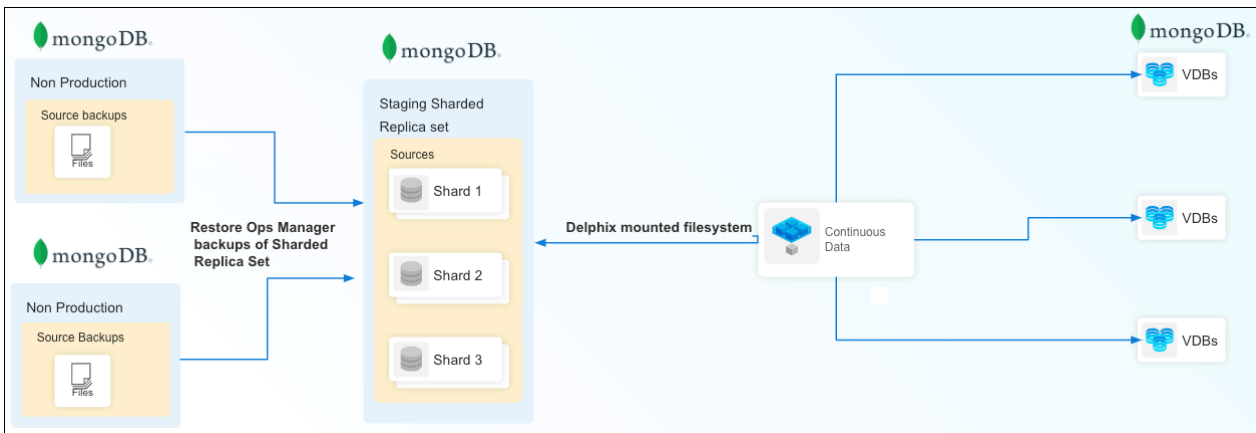 mongoDB.
Non Production
Source backups
Files
mongoDB.
Non Production
Source Backups
Files
Restore Ops Manager
backups of Sharded
Replica Set
mongoDB.
Staging Sharded
Replica set
Sources
Shard 1
Shard 2
Shard 3
Delphix mounted filesystem
Continuous
Data
mongoDB.
VDBs
VDBs
VDBs